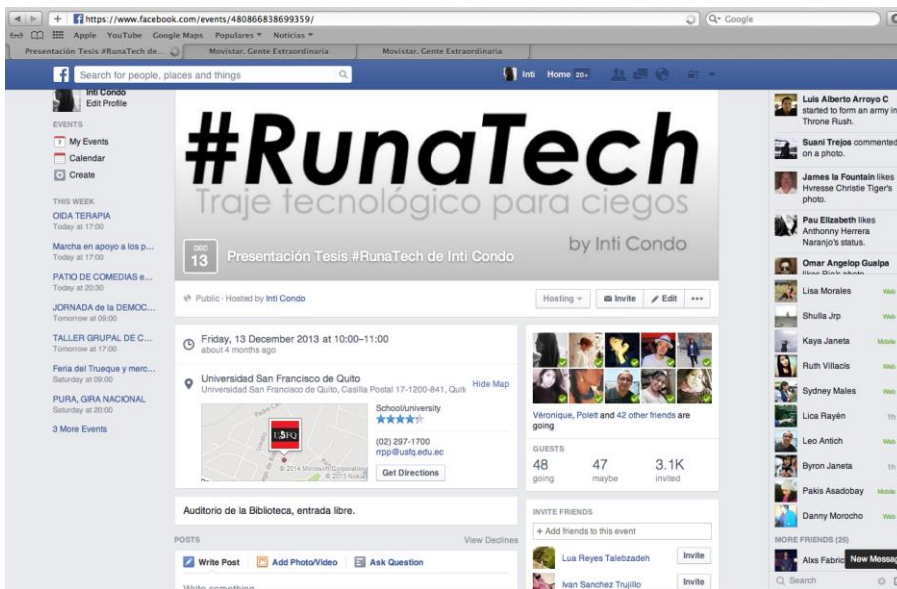 https://www.facebook.com/events/480866838699359/
Google
Apple YouTube Google Maps Populares Noticias
Presentación Tesis #RunaTech de... Movistar. Gente Extraordinaria Movistar. Gente Extraordinaria
Search for people, places and things
Inti Home 20+
Inti Condo
Edit Profile
EVENTS
7 My Events
Calendar
Create
THIS WEEK
OIDA TERAPIA
Today at 17:00
Marcha en apoyo a los p...
Today at 17:00
PATIO DE COMEDIAS e...
Today at 20:30
JORNADA de la DEMOC...
Tomorrow at 09:00
TALLER GRUPAL DE C...
Tomorrow at 17:00
Feria del Trueque y merc...
Saturday at 09:00
PURA, GIRA NACIONAL
Saturday at 20:00
3 More Events
#RunaTech
Traje tecnológico para ciegos
by Inti Condo
DEC
13
Presentación Tesis #RunaTech de Inti Condo
Public · Hosted by Inti Condo
Hosting Invite Edit
Friday, 13 December 2013 at 10:00–11:00
about 4 months ago
Universidad San Francisco de Quito
Universidad San Francisco de Quito, Casilla Postal 17-1200-841, Quit
Hide Map
USFQ
© 2014 Microsoft Corporation
© 2013 Nokia
School/university
(02) 297-1700
rrpp@usfq.edu.ec
Get Directions
Auditorio de la Biblioteca, entrada libre.
POSTS
View Declines
Write Post Add Photo/Video Ask Question
Write something...
Véronique, Polett and 42 other friends are
going
GUESTS
48 47 3.1K
going maybe invited
INVITE FRIENDS
+ Add friends to this event
Lua Reyes Talebzadeh Invite
Ivan Sanchez Trujillo Invite
Luis Alberto Arroyo C
started to form an army in
Throne Rush.
Suani Trejos commented
on a photo.
James la Fountain likes
Hvresse Christie Tiger's
photo.
Pau Elizabeth likes
Anthonny Herrera
Naranjo's status.
Omar Angelop Gualpa
Lisa Morales Web
Shulla Jrp Web
Kaya Janeta Mobile
Ruth Villacis Web
Sydney Males Web
Lica Rayén 1h
Leo Antich Web
Byron Janeta 1h
Pakis Asadobay Mobile
Danny Morocho Web
MORE FRIENDS (25)
Alxs Fabric
New Messag
Search